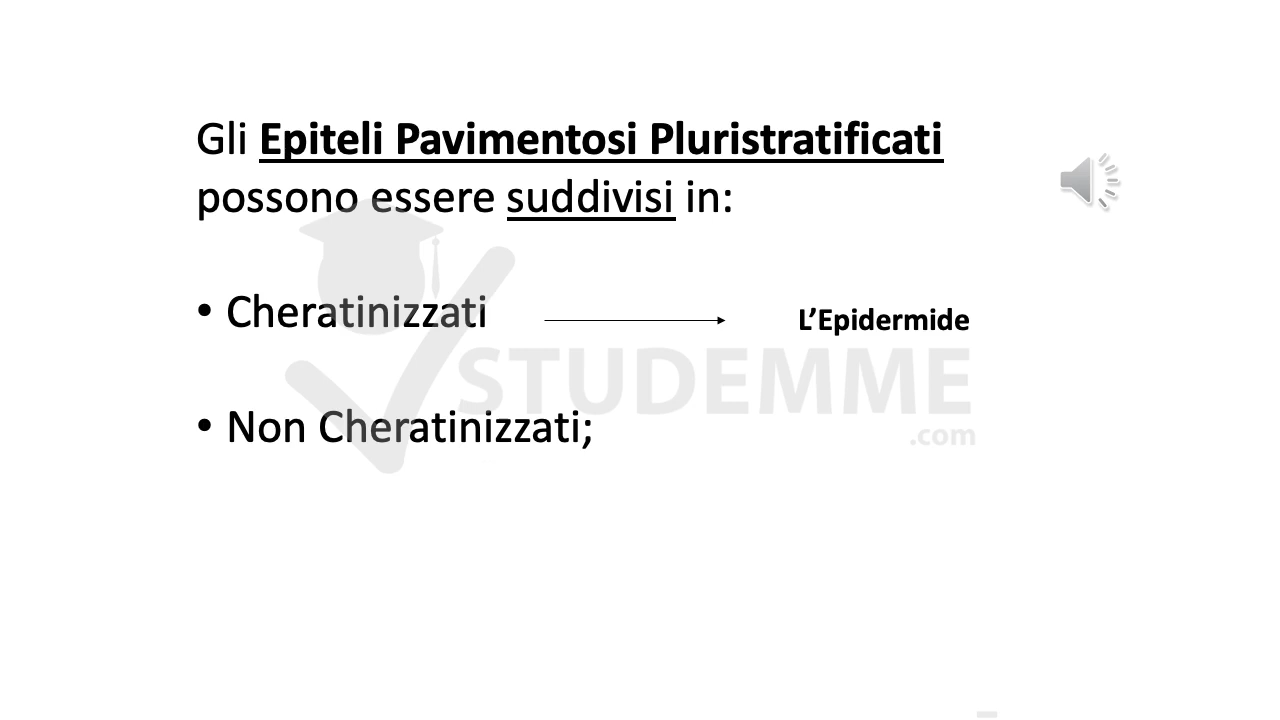 Gli Epiteli Pavimentosi Pluristratificati
possono essere suddivisi in:
• Cheratinizzati
L’Epidermide
STUDEMME
.com
• Non Cheratinizzati;